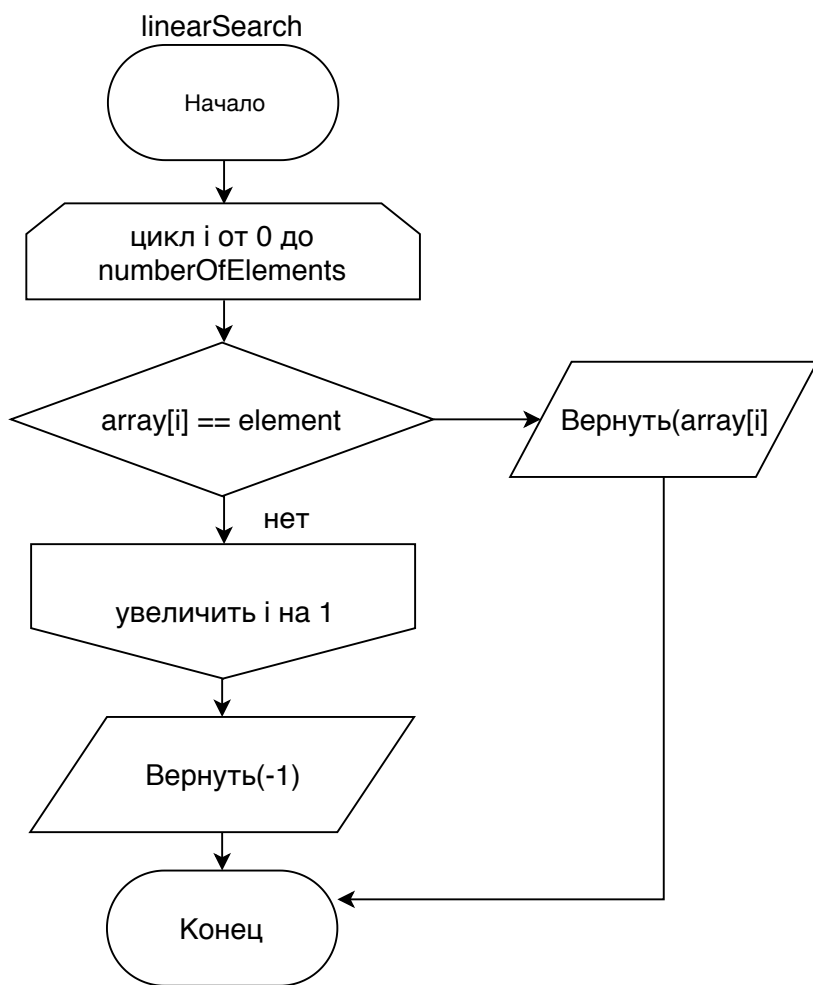 linearSearch
Начало
цикл i от 0 до
numberOfElements
array[i] == element
Вернуть(array[i]
нет
увеличить i на 1
Вернуть(-1)
Конец